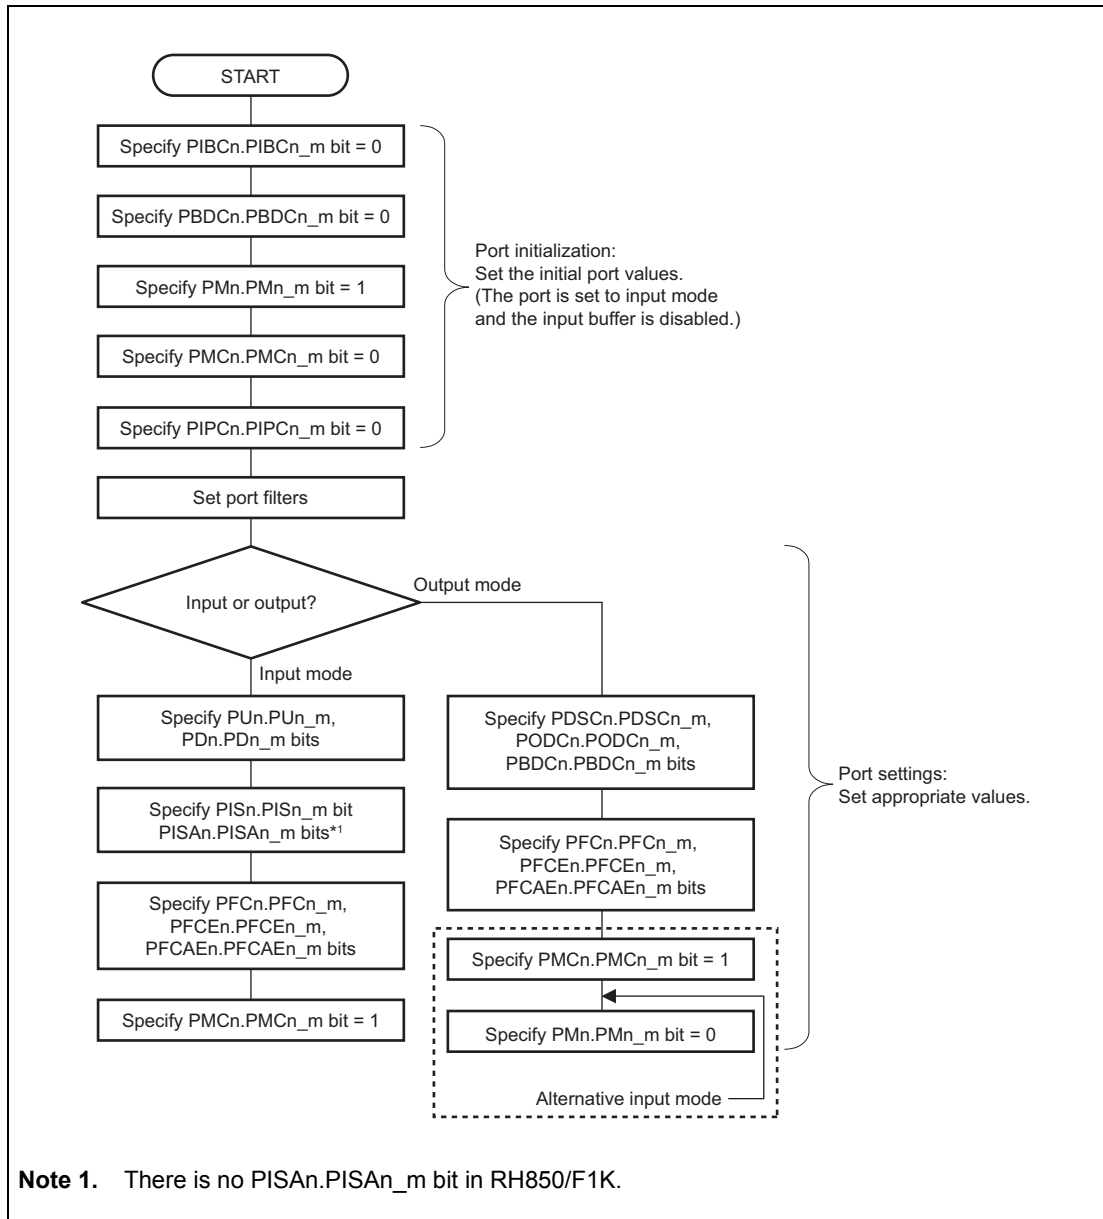 START
Specify PIBCn.PIBCn_m bit = 0
Specify PBDCn.PBDCn_m bit = 0
Specify PMn.PMn_m bit = 1
Specify PMCn.PMCn_m bit = 0
Specify PIPCn.PIPCn_m bit = 0
Port initialization:
Set the initial port values.
(The port is set to input mode
and the input buffer is disabled.)
Set port filters
Input or output?
Output mode
Input mode
Specify PUn.PUn_m,
PDn.PDn_m bits
Specify PISn.PISn_m bit
PISAn.PISAn_m bits*1
Specify PFCn.PFCn_m,
PFCEn.PFCEn_m,
PFCAEn.PFCAEn_m bits
Specify PMCn.PMCn_m bit = 1
Specify PDSCn.PDSCn_m,
PODCn.PODCn_m,
PBDCn.PBDCn_m bits
Specify PFCn.PFCn_m,
PFCEn.PFCEn_m,
PFCAEn.PFCAEn_m bits
Specify PMCn.PMCn_m bit = 1
Specify PMn.PMn_m bit = 0
Alternative input mode
Port settings:
Set appropriate values.
Note 1. There is no PISAn.PISAn_m bit in RH850/F1K.